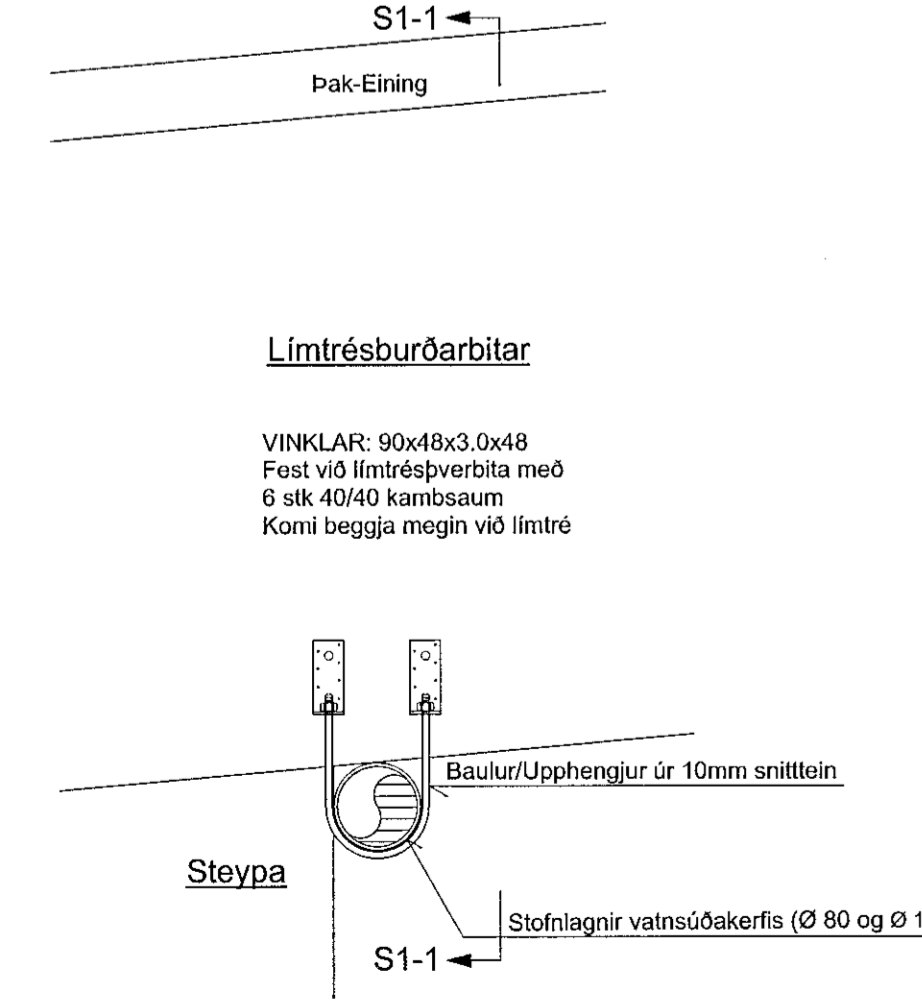 S1-1
Þak-Eining
Límtrésburðarbitar
VINKLAR: 90x48x3.0x48
Fest við límtrésþverbita með
6 stk 40/40 kambsaum
Komi beggja megin við límtré
Baulur/Upphengjur úr 10mm snitttein
Steypa
Stofnlagnir vatnsúðakerfis (Ø 80 og Ø 1
S1-1